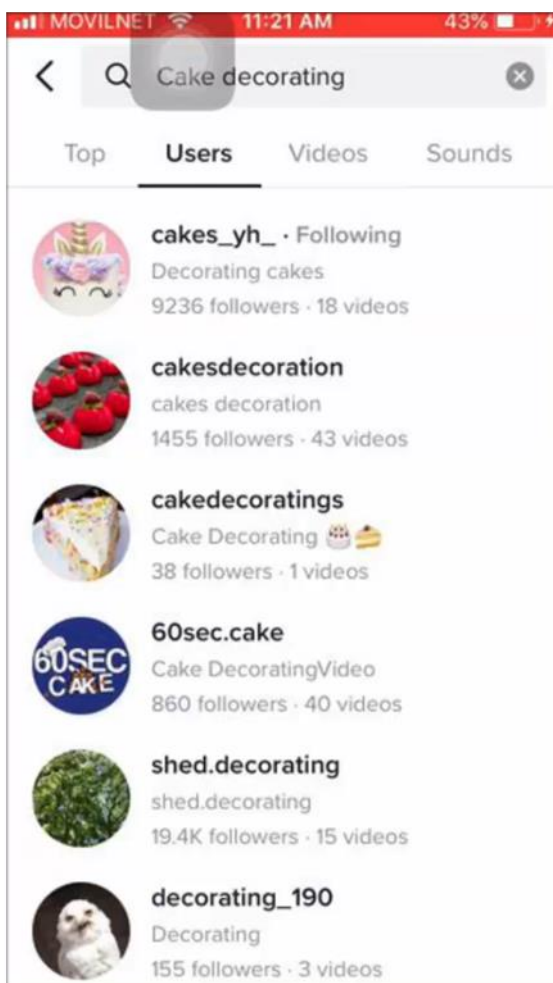 MOVILNET 11:21 AM 43%
Cake decorating
Top Users Videos Sounds
cakes_yh_ · Following
Decorating cakes
9236 followers · 18 videos
cakesdecoration
cakes decoration
1455 followers · 43 videos
cakedecoratings
Cake Decorating 🎂🍰
38 followers · 1 videos
60SEC
CAKE
60sec.cake
Cake DecoratingVideo
860 followers · 40 videos
shed.decorating
shed.decorating
19.4K followers · 15 videos
decorating_190
Decorating
155 followers · 3 videos